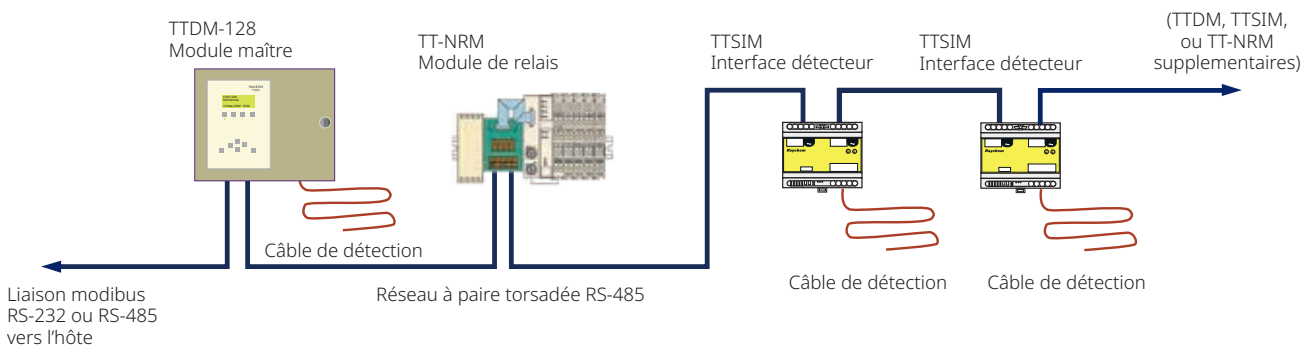 TTDM-128
Module maître
TT-NRM
Module de relais
TTSIM
Interface détecteur
TTSIM
Interface détecteur
(TTDM, TTSIM,
ou TT-NRM
supplementaires)
Raychem
Raychem
Câble de détection
Câble de détection
Câble de détection
Liaison modibus
RS-232 ou RS-485
vers l’hôte
Réseau à paire torsadée RS-485